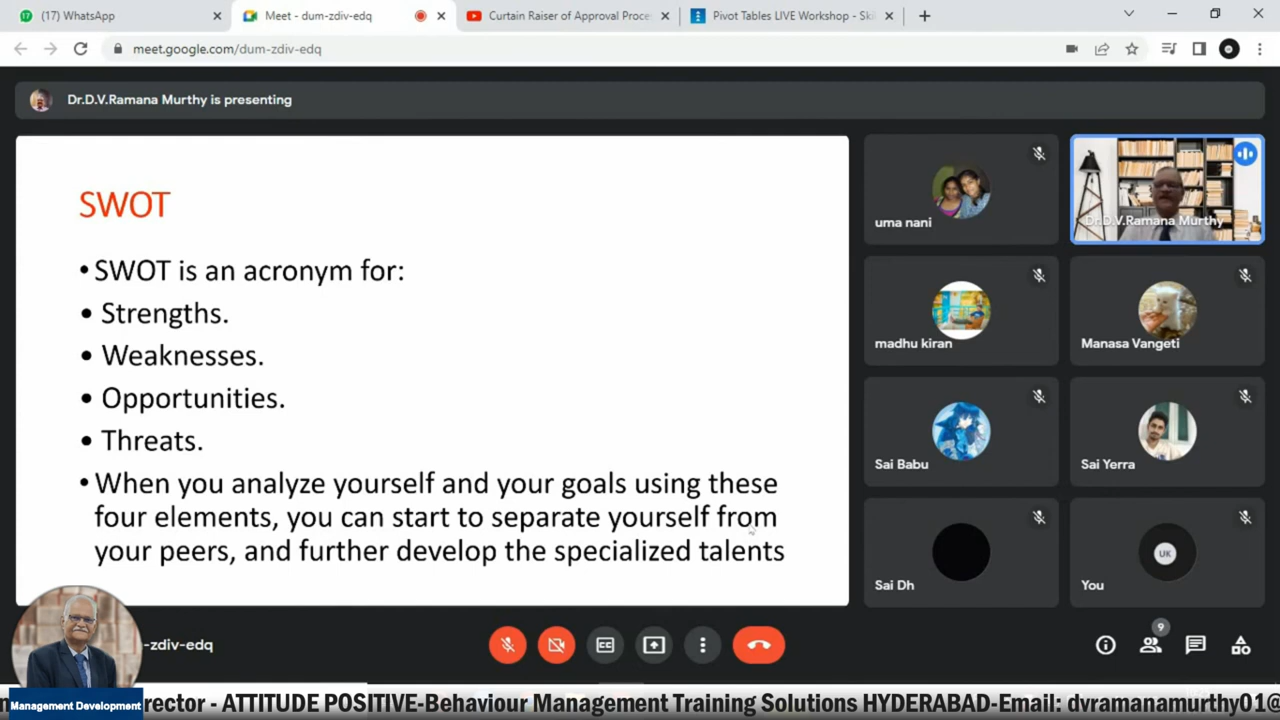 (17) WhatsApp
Meet - dum-zdiv-edq
Curtain Raiser of Approval Proce
Pivot Tables LIVE Workshop - Ski
meet.google.com/dum-zdiv-edq
Dr.D.V.Ramana Murthy is presenting
SWOT
•SWOT is an acronym for:
• Strengths.
• Weaknesses.
• Opportunities.
• Threats.
•When you analyze yourself and your goals using these
four elements, you can start to separate yourself from
your peers, and further develop the specialized talents
uma nani
Dr.D.V.Ramana Murthy
madhu kiran
Manasa Vangeti
Sai Babu
Sai Yerra
Sai Dh
UK
You
-zdiv-edq
9
Management Development
rector - ATTITUDE POSITIVE-Behaviour Management Training Solutions HYDERABAD-Email: dvramanamurthy01@